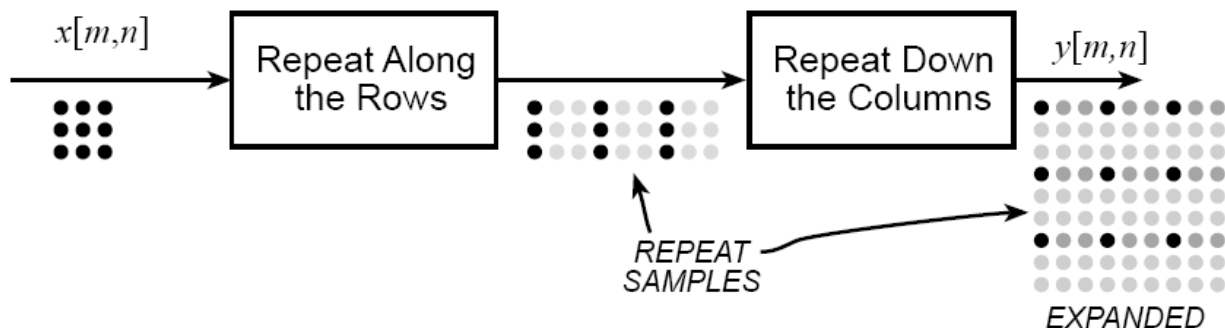 x[m,n]
Repeat Along
the Rows
Repeat Down
the Columns
y[m,n]
REPEAT
SAMPLES
EXPANDED